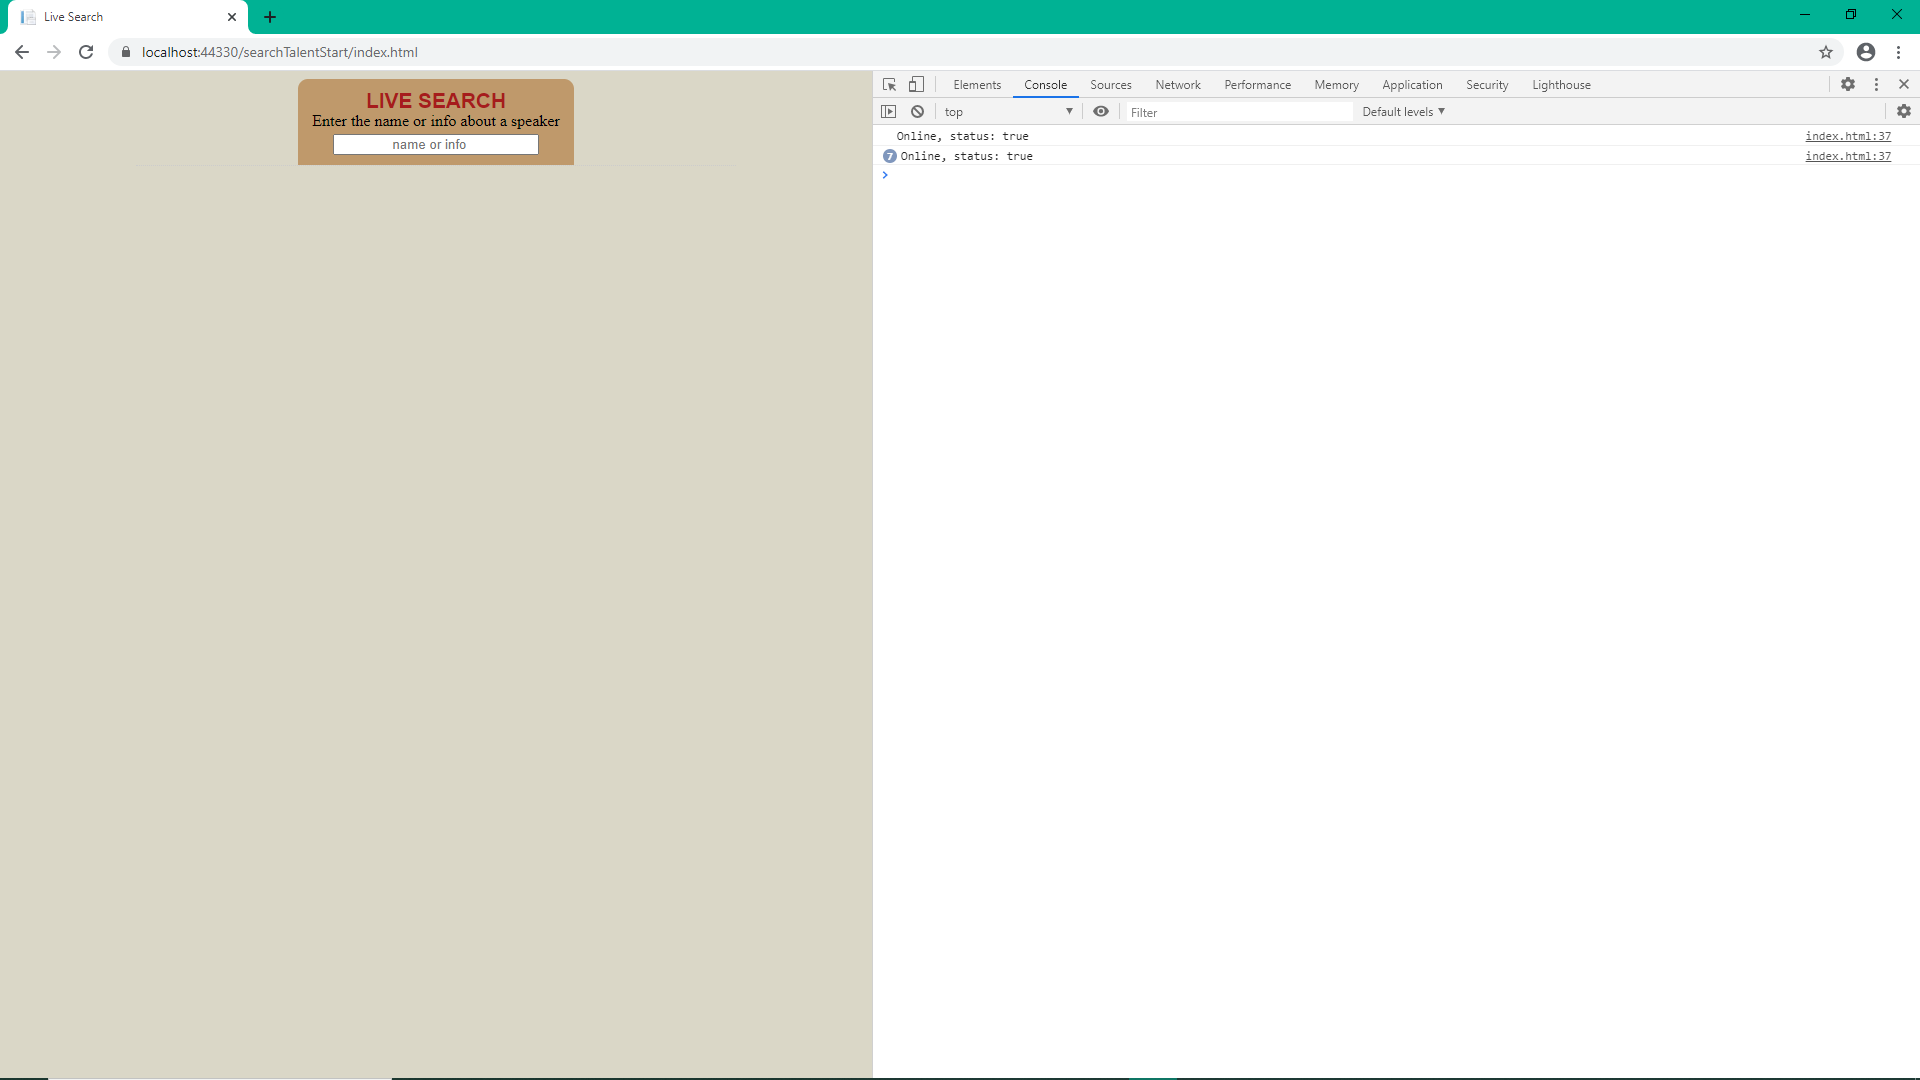 Live Search
localhost:44330/searchTalentStart/index.html
LIVE SEARCH
Enter the name or info about a speaker
name or info
Elements Console Sources Network Performance Memory Application Security Lighthouse
top Filter Default levels
Online, status: true index.html:37
7 Online, status: true index.html:37